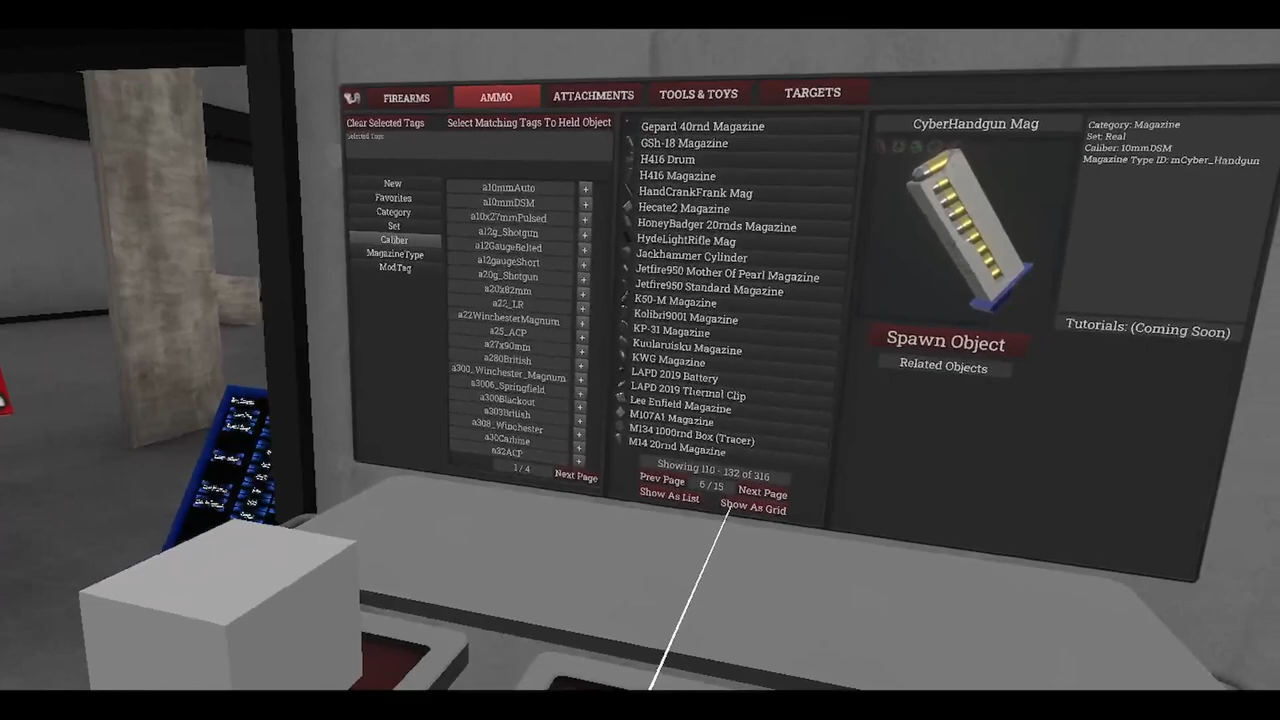 FIREARMS
AMMO
ATTACHMENTS
TOOLS & TOYS
TARGETS
Clear Selected Tags
Select Matching Tags To Held Object
Selected Tags:
New
Favorites
Category
Set
Caliber
MagazineType
ModTag
a10mmAuto +
a10mmDSM +
a10x27mmPulsed +
a12g_Shotgun +
a12GaugeBelted +
a12gaugeShort +
a20g_Shotgun +
a20x82mm +
a22_LR +
a22WinchesterMagnum +
a25_ACP +
a27x90mm +
a280British +
a300_Winchester_Magnum +
a3006_Springfield +
a300Blackout +
a303British +
a308_Winchester +
a30Carbine +
a32ACP +
1 / 4
Next Page
Gepard 40rnd Magazine
GSh-18 Magazine
H416 Drum
H416 Magazine
HandCrankFrank Mag
Hecate2 Magazine
HoneyBadger 20rnds Magazine
HydeLightRifle Mag
Jackhammer Cylinder
Jetfire950 Mother Of Pearl Magazine
Jetfire950 Standard Magazine
K50-M Magazine
Kolibri9001 Magazine
KP-31 Magazine
Kuularuisku Magazine
KWG Magazine
LAPD 2019 Battery
LAPD 2019 Thermal Clip
Lee Enfield Magazine
M107A1 Magazine
M134 1000rnd Box (Tracer)
M14 20rnd Magazine
Showing 110 - 132 of 316
Prev Page
6 / 15
Next Page
Show As List
Show As Grid
CyberHandgun Mag
Spawn Object
Related Objects
Category: Magazine
Set: Real
Caliber: 10mmDSM
Magazine Type ID: mCyber_Handgun
Tutorials: (Coming Soon)